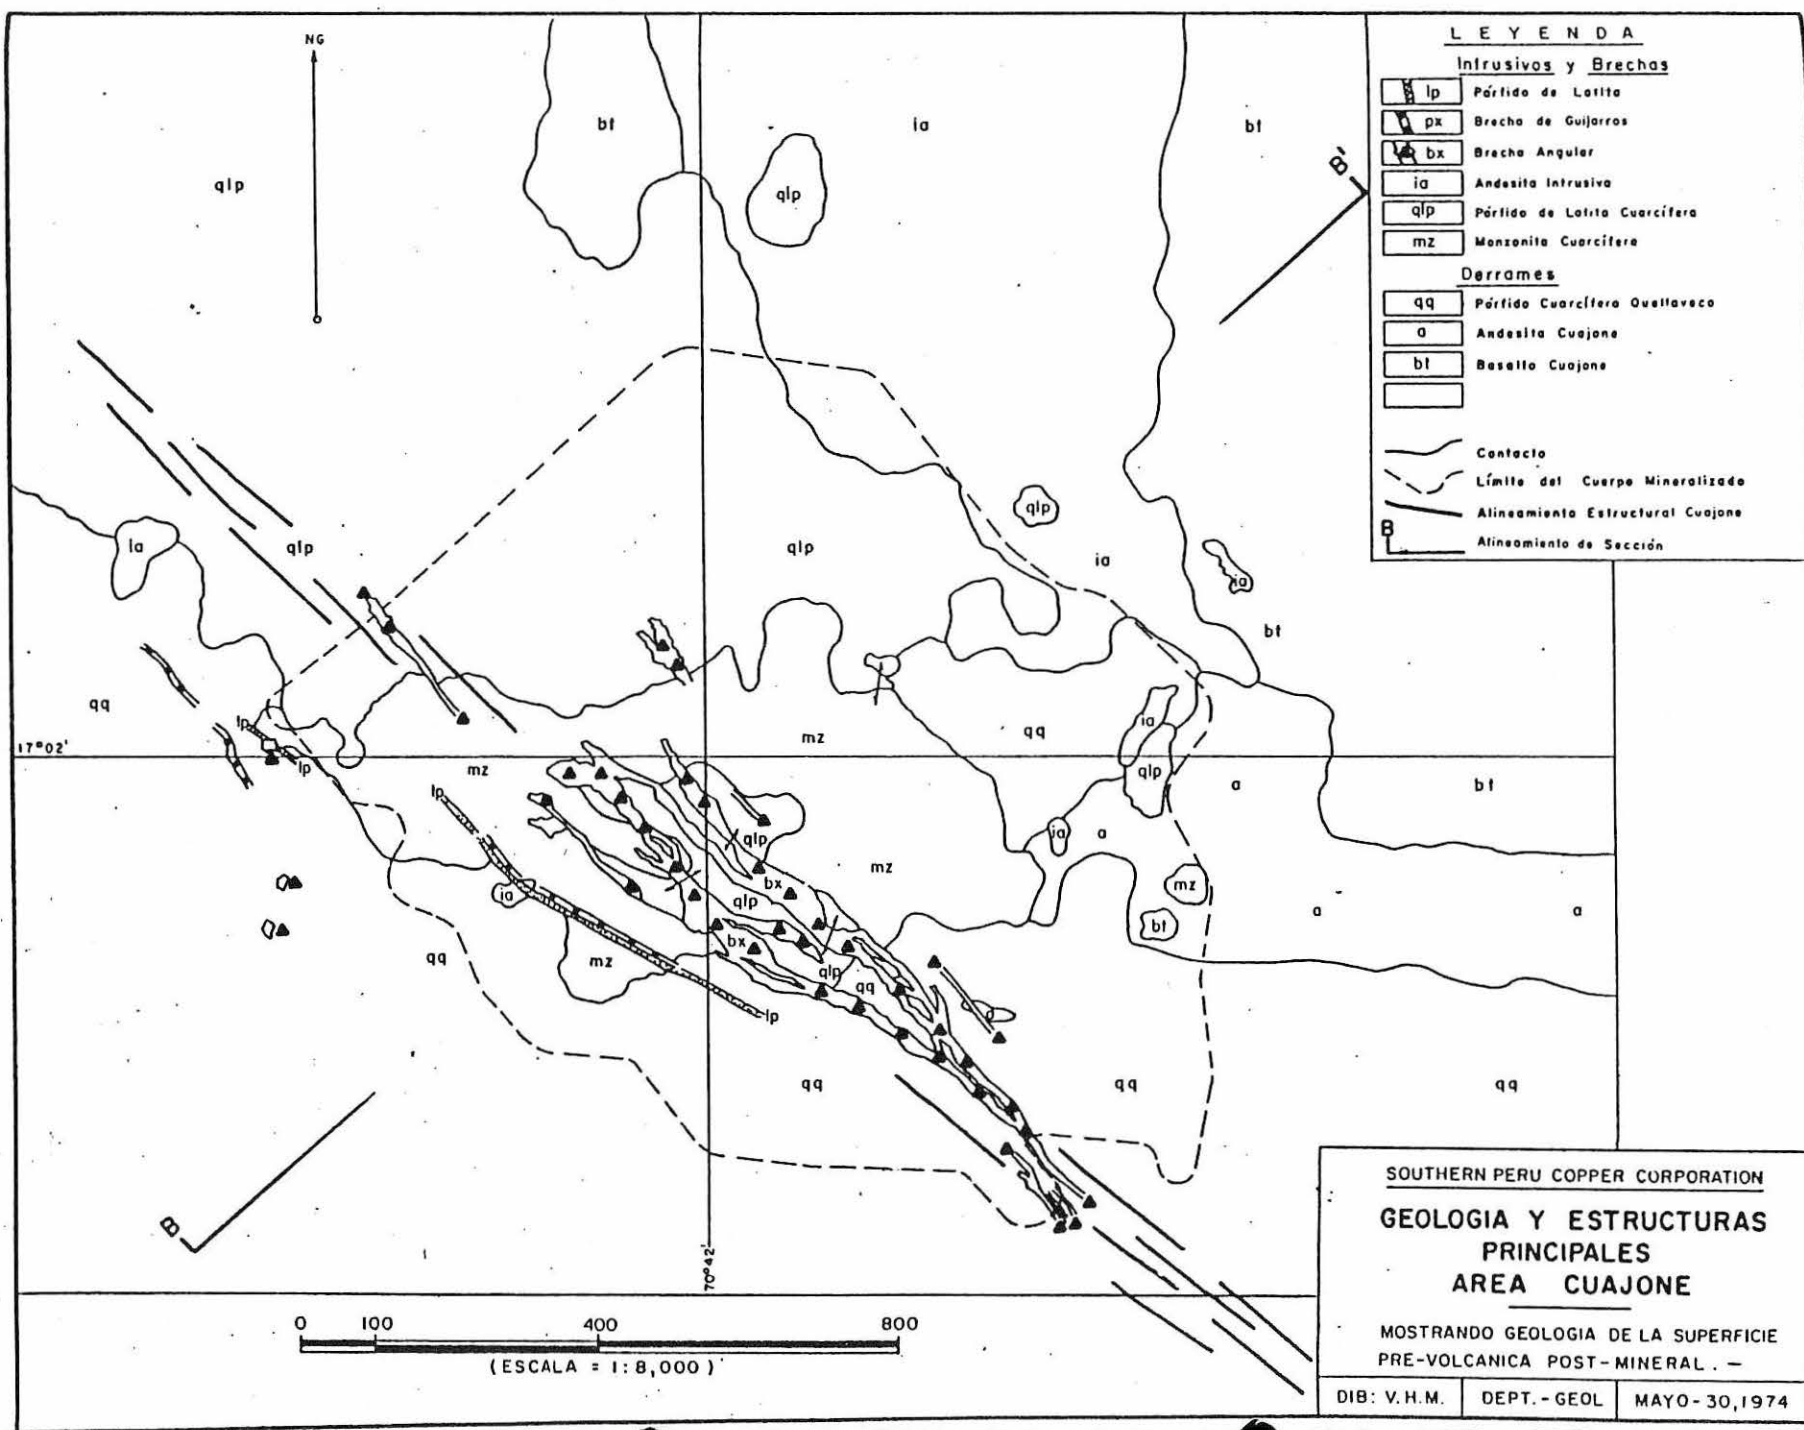 NG
LEYENDA
Intrusivos y Brechas
lp Pórfido de Latita
px Brecha de Guijarros
bx Brecha Angular
ia Andesita Intrusiva
qlp Pórfido de Latita Cuarcífera
mz Monzonita Cuarcífera
Derrames
qq Pórfido Cuarcífero Quellaveco
a Andesita Cuajone
bt Basalto Cuajone
Contacto
Límite del Cuerpo Mineralizado
Alineamiento Estructural Cuajone
B Alineamiento de Sección
bt
ia
bt
B'
qlp
qlp
qlp
ia
qlp
qlp
ia
ia
bt
qq
lp
lp
17°02'
mz
mz
qq
ia
qlp
a
bt
lp
qlp
ia
a
mz
bx
mz
ia
qlp
bt
a
a
bx
qq
mz
qlp
qq
lp
qq
qq
qq
B
70°42'
0 100 400 800
(ESCALA = 1:8,000)
SOUTHERN PERU COPPER CORPORATION
GEOLOGIA Y ESTRUCTURAS
PRINCIPALES
AREA CUAJONE
MOSTRANDO GEOLOGIA DE LA SUPERFICIE
PRE-VOLCANICA POST-MINERAL.—
DIB: V.H.M. DEPT.-GEOL MAYO-30,1974